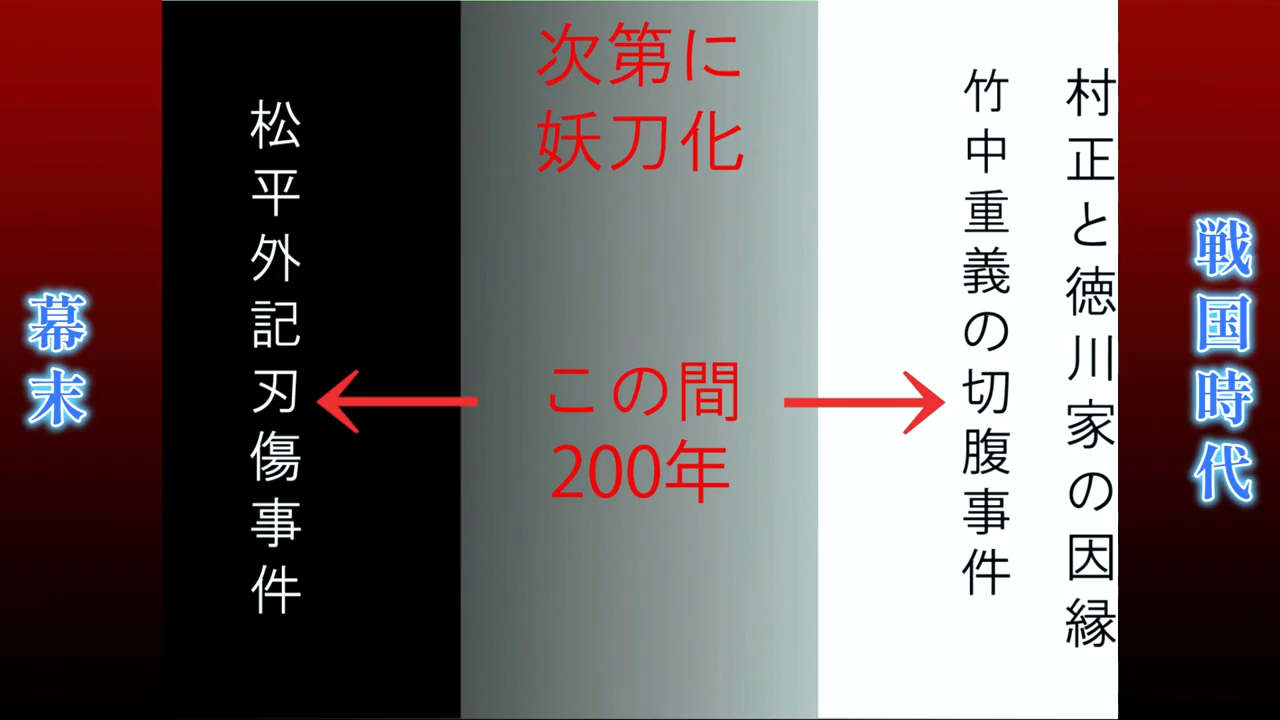 戦国時代
村正と徳川家の因縁
竹中重義の切腹事件
次第に
妖刀化
この間
200年
松平外記刃傷事件
幕末